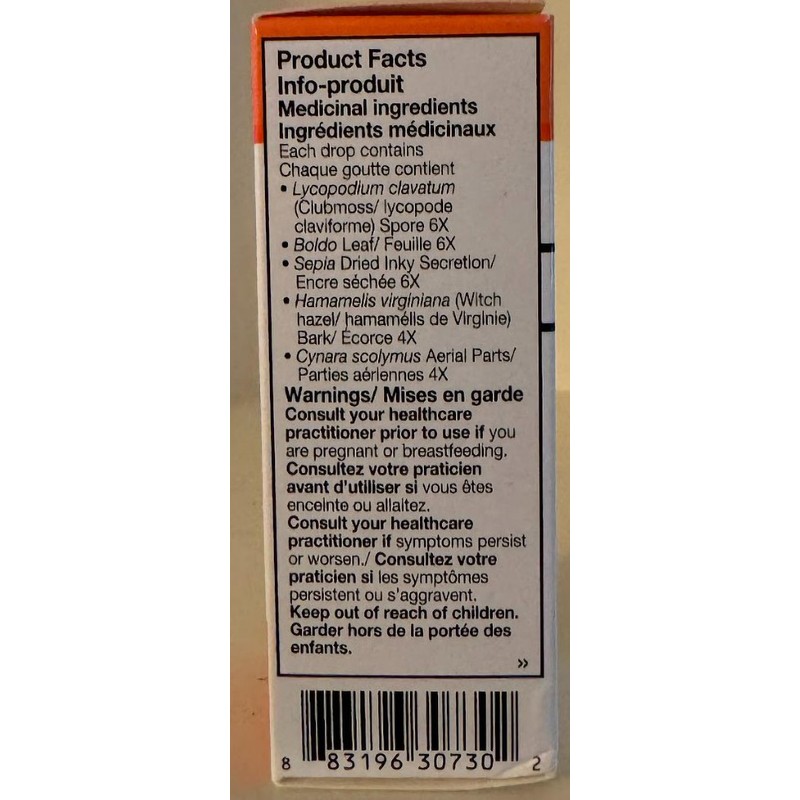 Product Facts
Info-produit
Medicinal ingredients
Ingrédients médicinaux
Each drop contains
Chaque goutte contient
• Lycopodium clavatum
(Clubmoss/ lycopode
claviforme) Spore 6X
• Boldo Leaf/ Feuille 6X
• Sepia Dried Inky Secretion/
Encre séchée 6X
• Hamamelis virginiana (Witch
hazel/ hamamélis de Virginie)
Bark/ Écorce 4X
• Cynara scolymus Aerial Parts/
Parties aériennes 4X
Warnings/ Mises en garde
Consult your healthcare
practitioner prior to use if you
are pregnant or breastfeeding.
Consultez votre praticien
avant d'utiliser si vous êtes
enceinte ou allaitez.
Consult your healthcare
practitioner if symptoms persist
or worsen./ Consultez votre
praticien si les symptômes
persistent ou s'aggravent.
Keep out of reach of children.
Garder hors de la portée des
enfants.
»
8 83196 30730 2